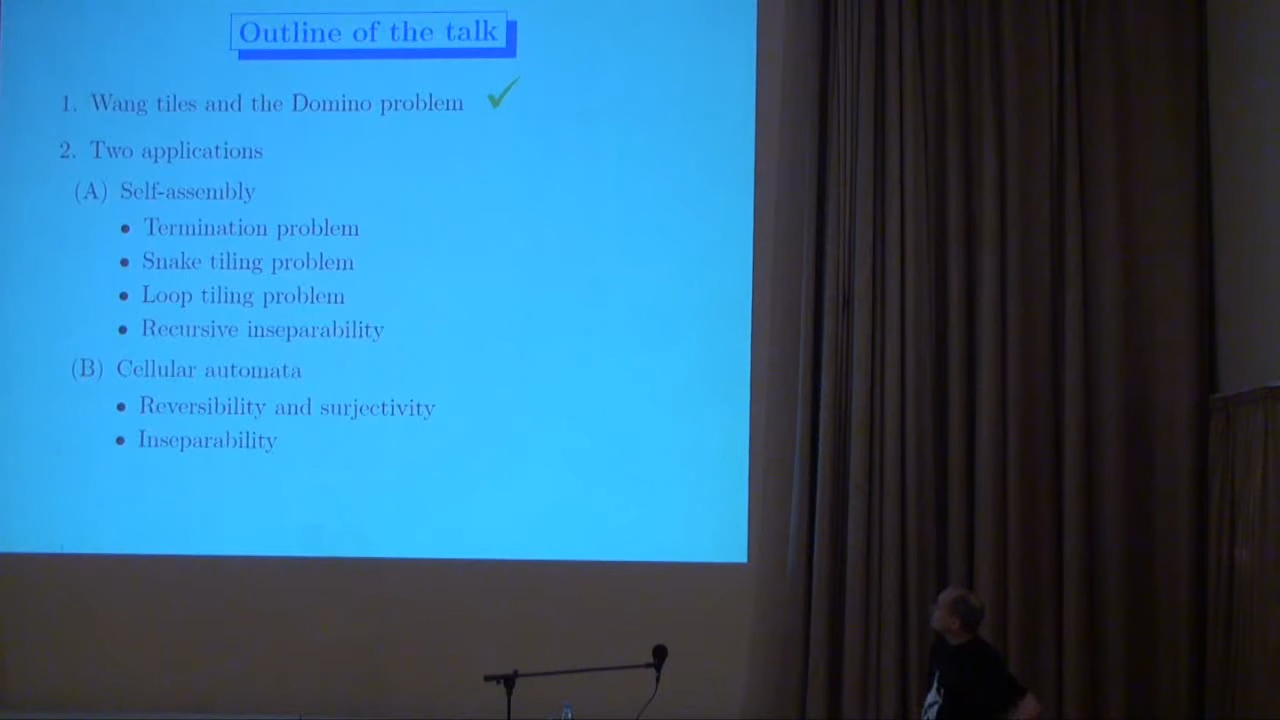 Outline of the talk
1. Wang tiles and the Domino problem ✓
2. Two applications
(A) Self-assembly
• Termination problem
• Snake tiling problem
• Loop tiling problem
• Recursive inseparability
(B) Cellular automata
• Reversibility and surjectivity
• Inseparability